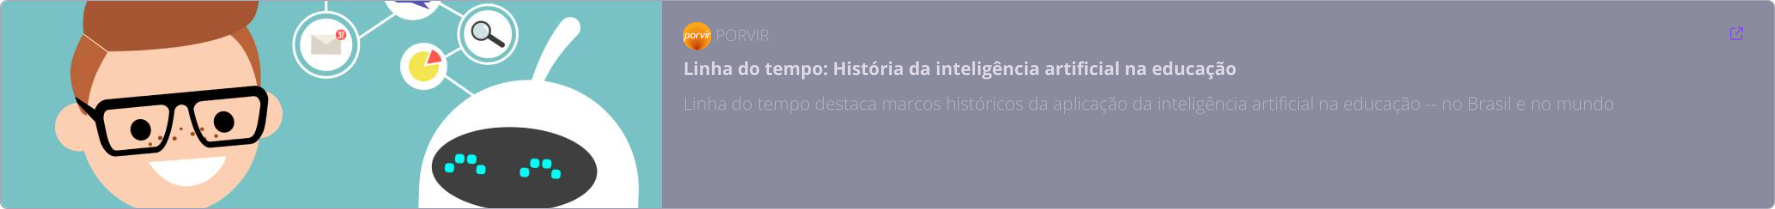 31
porvir PORVIR
Linha do tempo: História da inteligência artificial na educação
Linha do tempo destaca marcos históricos da aplicação da inteligência artificial na educação -- no Brasil e no mundo